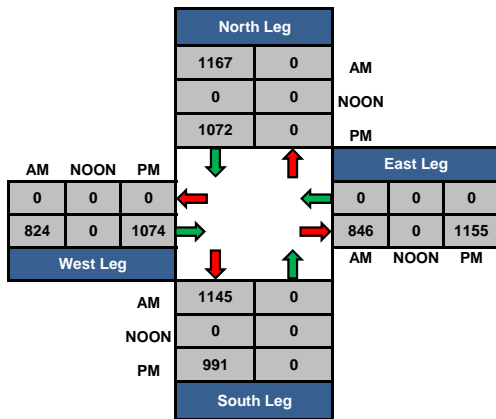 North Leg
1167 0 AM
0 0 NOON
1072 0 PM
AM NOON PM
East Leg
0 0 0
0 0 0
824 0 1074
846 0 1155
West Leg
AM NOON PM
AM 1145 0
NOON 0 0
PM 991 0
South Leg